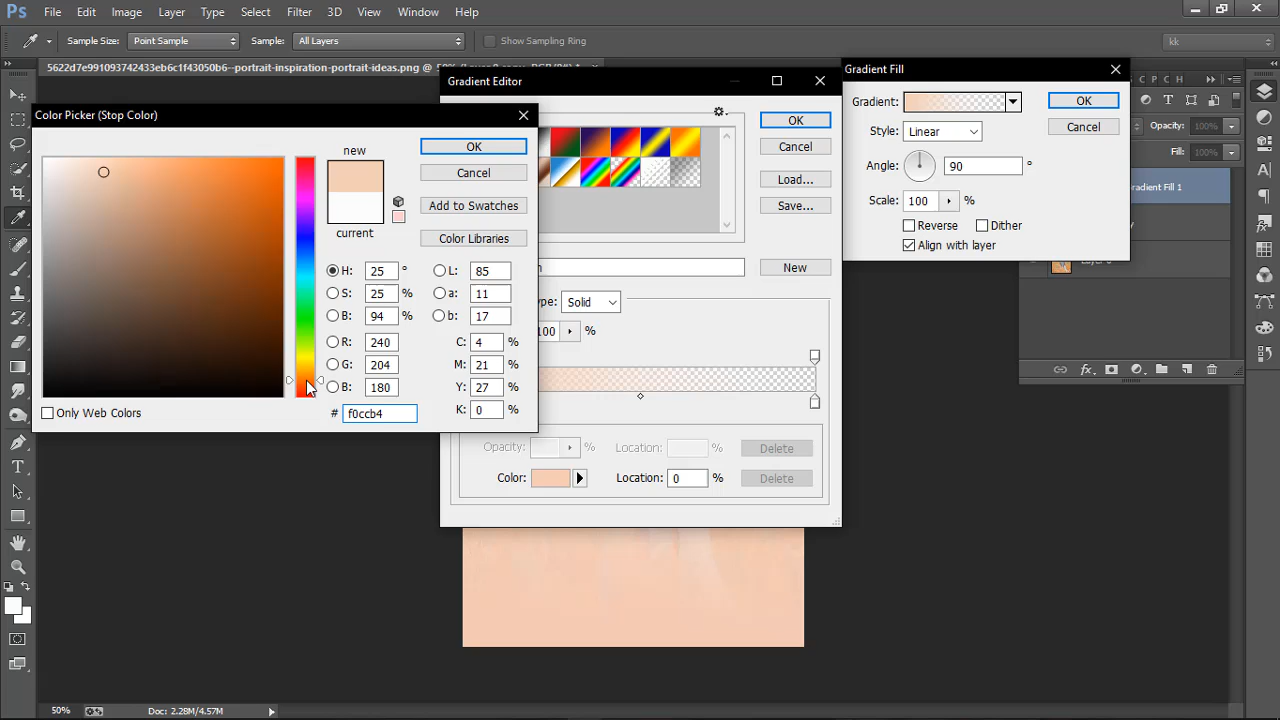 Ps File Edit Image Layer Type Select Filter 3D View Window Help
Sample Size: Point Sample Sample: All Layers Show Sampling Ring kk
5622d7e991093742433eb6c1f43050b6--portrait-inspiration-portrait-ideas.png @
Gradient Editor
OK
Cancel
Load...
Save...
New
Type: Solid
100 %
Opacity: % Location: % Delete
Color: Location: 0 % Delete
Gradient Fill
Gradient: OK
Style: Linear Cancel
Angle: 90 °
Scale: 100 %
Reverse Dither
Align with layer
Color Picker (Stop Color)
new
current
OK
Cancel
Add to Swatches
Color Libraries
H: 25 ° L: 85
S: 25 % a: 11
B: 94 % b: 17
R: 240 C: 4 %
G: 204 M: 21 %
B: 180 Y: 27 %
K: 0 %
Only Web Colors # f0ccb4
C P H P
Opacity: 100%
Fill: 100%
Gradient Fill 1
50% Doc: 2.28M/4.57M